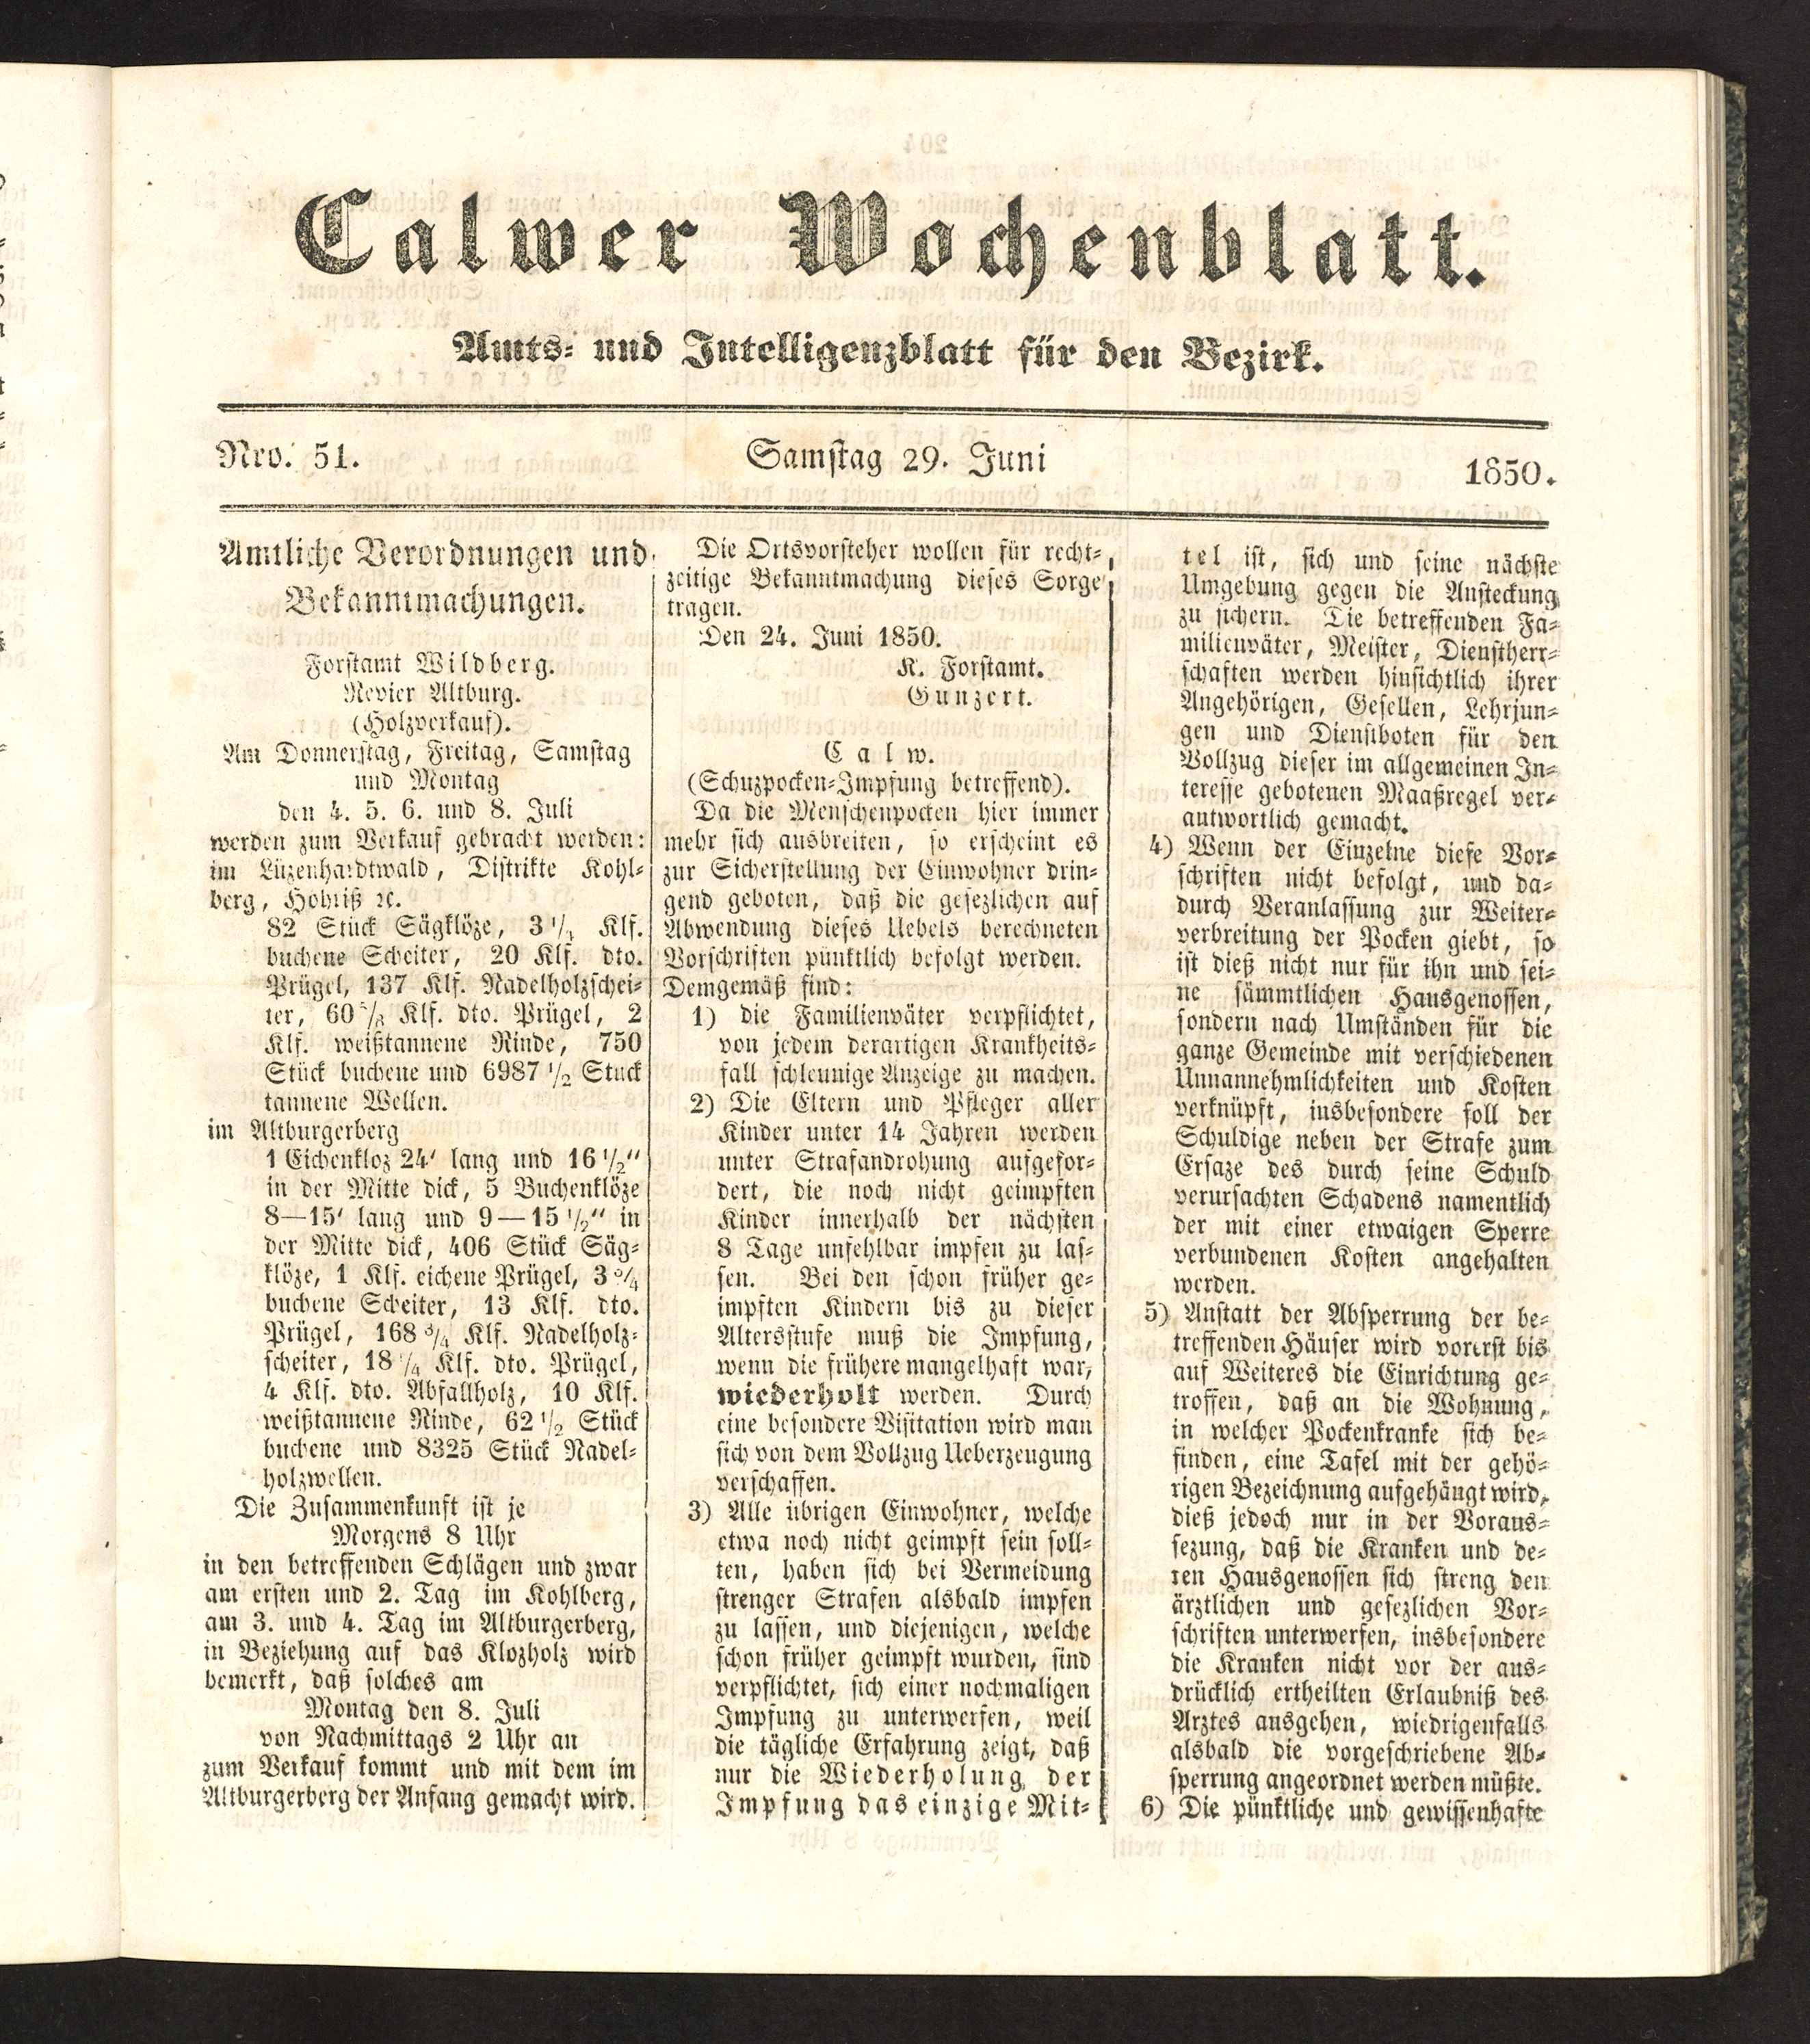 Calwer Wochenblatt.
Amts- und Intelligenzblatt für den Bezirk.
Nro. 51.
Samstag 29. Juni
1850.
Amtliche Verordnungen und
Bekanntmachungen.
Forstamt Wildberg.
Revier Altburg.
(Holzverkauf).
Am Donnerstag, Freitag, Samstag
und Montag
den 4. 5. 6. und 8. Juli
werden zum Verkauf gebracht werden:
im Lüzenhardtwald, Distrikte Kohl-
berg, Hohriß ꝛc.
82 Stück Sägklöze, 3 1/4 Klf.
buchene Scheiter, 20 Klf. dto.
Prügel, 137 Klf. Nadelholzschei-
ter, 60 Klf. dto. Prügel, 2
Klf. weißtannene Rinde, 750
Stück buchene und 6987 1/2 Stück
tannene Wellen.
im Altburgerberg
1 Eichenkloz 24' lang und 16 1/2"
in der Mitte dick, 5 Buchenklöze
8—15' lang und 9—15 1/2" in
der Mitte dick, 406 Stück Säg-
klöze, 1 Klf. eichene Prügel, 3 3/4
buchene Scheiter, 13 Klf. dto.
Prügel, 168 3/4 Klf. Nadelholz-
scheiter, 18 Klf. dto. Prügel,
4 Klf. dto. Abfallholz, 10 Klf.
weißtannene Rinde, 62 1/2 Stück
buchene und 8325 Stück Nadel-
holzwellen.
Die Zusammenkunft ist je
Morgens 8 Uhr
in den betreffenden Schlägen und zwar
am ersten und 2. Tag im Kohlberg,
am 3. und 4. Tag im Altburgerberg,
in Beziehung auf das Klozholz wird
bemerkt, daß solches am
Montag den 8. Juli
von Nachmittags 2 Uhr an
zum Verkauf kommt und mit dem im
Altburgerberg der Anfang gemacht wird.
Die Ortsvorsteher wollen für recht-
zeitige Bekanntmachung dieses Sorge
tragen.
Den 24. Juni 1850.
K. Forstamt.
Gunzert.
Calw.
(Schuzpocken-Impfung betreffend).
Da die Menschenpocken hier immer
mehr sich ausbreiten, so erscheint es
zur Sicherstellung der Einwohner drin-
gend geboten, daß die gesezlichen auf
Abwendung dieses Uebels berechneten
Vorschriften pünktlich befolgt werden.
Demgemäß sind:
1) die Familienväter verpflichtet,
von jedem derartigen Krankheits-
fall schleunige Anzeige zu machen.
2) Die Eltern und Pfleger aller
Kinder unter 14 Jahren werden
unter Strafandrohung aufgefor-
dert, die noch nicht geimpften
Kinder innerhalb der nächsten
8 Tage unfehlbar impfen zu las-
sen. Bei den schon früher ge-
impften Kindern bis zu dieser
Altersstufe muß die Impfung,
wenn die frühere mangelhaft war,
wiederholt werden. Durch
eine besondere Visitation wird man
sich von dem Vollzug Ueberzeugung
verschaffen.
3) Alle übrigen Einwohner, welche
etwa noch nicht geimpft sein soll-
ten, haben sich bei Vermeidung
strenger Strafen alsbald impfen
zu lassen, und diejenigen, welche
schon früher geimpft wurden, sind
verpflichtet, sich einer nochmaligen
Impfung zu unterwerfen, weil
die tägliche Erfahrung zeigt, daß
nur die Wiederholung der
Impfung das einzige Mit-
tel ist, sich und seine nächste
Umgebung gegen die Ansteckung
zu sichern. Die betreffenden Fa-
milienväter, Meister, Dienstherr-
schaften werden hinsichtlich ihrer
Angehörigen, Gesellen, Lehrjun-
gen und Dienstboten für den
Vollzug dieser im allgemeinen In-
teresse gebotenen Maaßregel ver-
antwortlich gemacht.
4) Wenn der Einzelne diese Vor-
schriften nicht befolgt, und da-
durch Veranlassung zur Weiter-
verbreitung der Pocken giebt, so
ist dieß nicht nur für ihn und sei-
ne sämmtlichen Hausgenossen,
sondern nach Umständen für die
ganze Gemeinde mit verschiedenen
Unnannehmlichkeiten und Kosten
verknüpft, insbesondere soll der
Schuldige neben der Strafe zum
Ersaze des durch seine Schuld
verursachten Schadens namentlich
der mit einer etwaigen Sperre
verbundenen Kosten angehalten
werden.
5) Anstatt der Absperrung der be-
treffenden Häuser wird vorerst bis
auf Weiteres die Einrichtung ge-
troffen, daß an die Wohnung,
in welcher Pockenkranke sich be-
finden, eine Tafel mit der gehö-
rigen Bezeichnung aufgehängt wird,
dieß jedoch nur in der Voraus-
sezung, daß die Kranken und de-
ren Hausgenossen sich streng den
ärztlichen und gesezlichen Vor-
schriften unterwerfen, insbesondere
die Kranken nicht vor der aus-
drücklich ertheilten Erlaubniß des
Arztes ausgehen, wiedrigenfalls
alsbald die vorgeschriebene Ab-
sperrung angeordnet werden müßte.
6) Die pünktliche und gewissenhafte